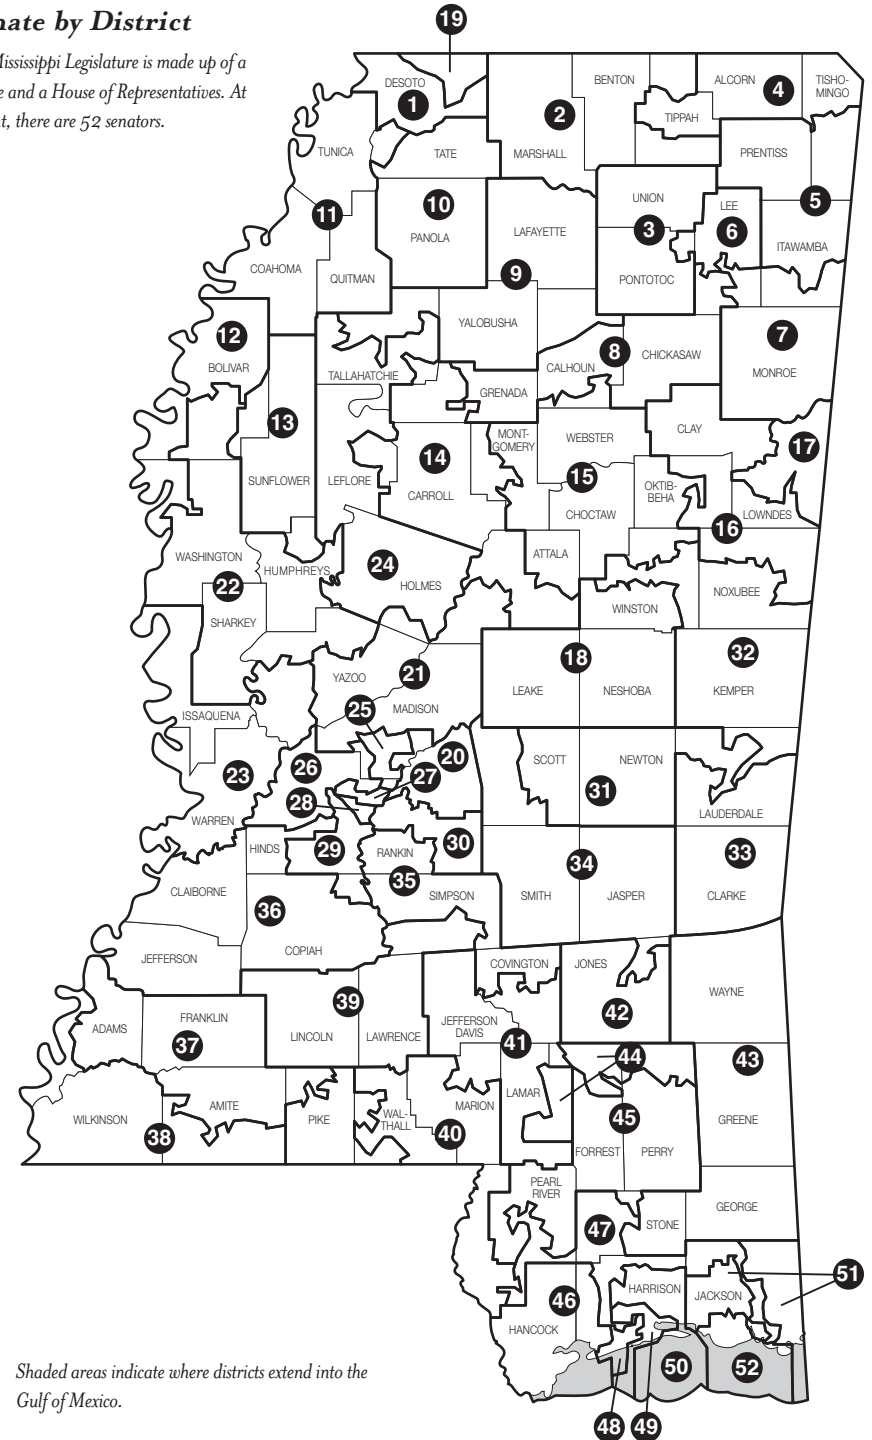 nate by District
Mississippi Legislature is made up of a
e and a House of Representatives. At
nt, there are 52 senators.
19
DESOTO
1
2
BENTON
ALCORN
4
TISHO-
MINGO
TIPPAH
TUNICA
TATE
MARSHALL
PRENTISS
11
10
PANOLA
UNION
LEE
5
LAFAYETTE
3
6
ITAWAMBA
COAHOMA
QUITMAN
9
PONTOTOC
12
BOLIVAR
YALOBUSHA
8
CALHOUN
CHICKASAW
7
MONROE
TALLAHATCHIE
GRENADA
13
SUNFLOWER
LEFLORE
14
CARROLL
MONT-
GOMERY
WEBSTER
CLAY
17
15
OKTIB-
BEHA
CHOCTAW
16
LOWNDES
WASHINGTON
HUMPHREYS
24
HOLMES
ATTALA
22
SHARKEY
WINSTON
NOXUBEE
YAZOO
21
18
32
LEAKE
NESHOBA
KEMPER
ISSAQUENA
25
MADISON
23
26
20
27
SCOTT
NEWTON
28
31
WARREN
LAUDERDALE
HINDS
29
RANKIN
30
34
33
35
CLAIBORNE
36
SIMPSON
SMITH
JASPER
CLARKE
COPIAH
JEFFERSON
COVINGTON
JONES
WAYNE
39
42
ADAMS
FRANKLIN
LINCOLN
LAWRENCE
JEFFERSON
DAVIS
37
41
44
43
WILKINSON
AMITE
PIKE
WAL-
THALL
MARION
LAMAR
45
GREENE
38
40
FORREST
PERRY
PEARL
RIVER
GEORGE
47
STONE
51
46
HARRISON
JACKSON
HANCOCK
50
52
Shaded areas indicate where districts extend into the
Gulf of Mexico.
48
49